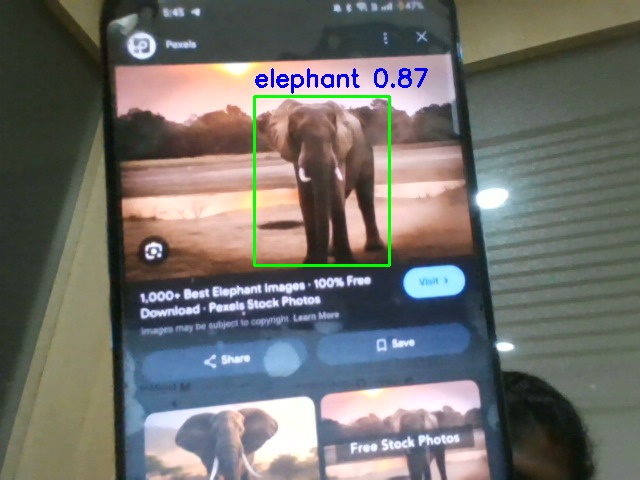 5:45
47%
Pexels
elephant 0.87
1,000+ Best Elephant Images · 100% Free
Download · Pexels Stock Photos
Visit >
Images may be subject to copyright Learn More
Share
Save
Free Stock Photos